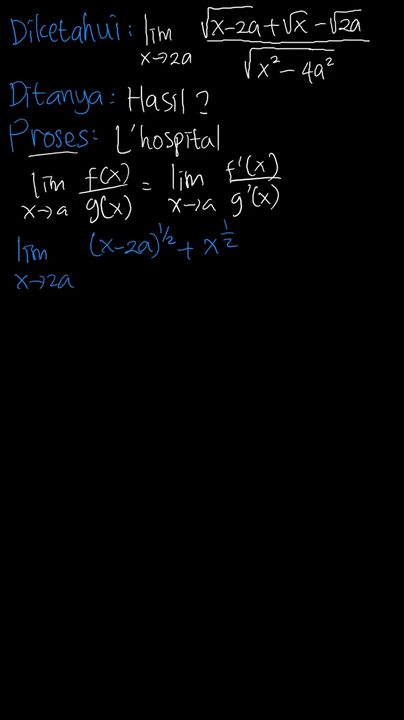 Diketahui: lim x→2a (√(x-2a) + √x - √(2a)) / √(x² - 4a²)
Ditanya: Hasil?
Proses: L'hospital
lim x→a f(x)/g(x) = lim x→a f'(x)/g'(x)
lim x→2a (x-2a)^1/2 + x^1/2